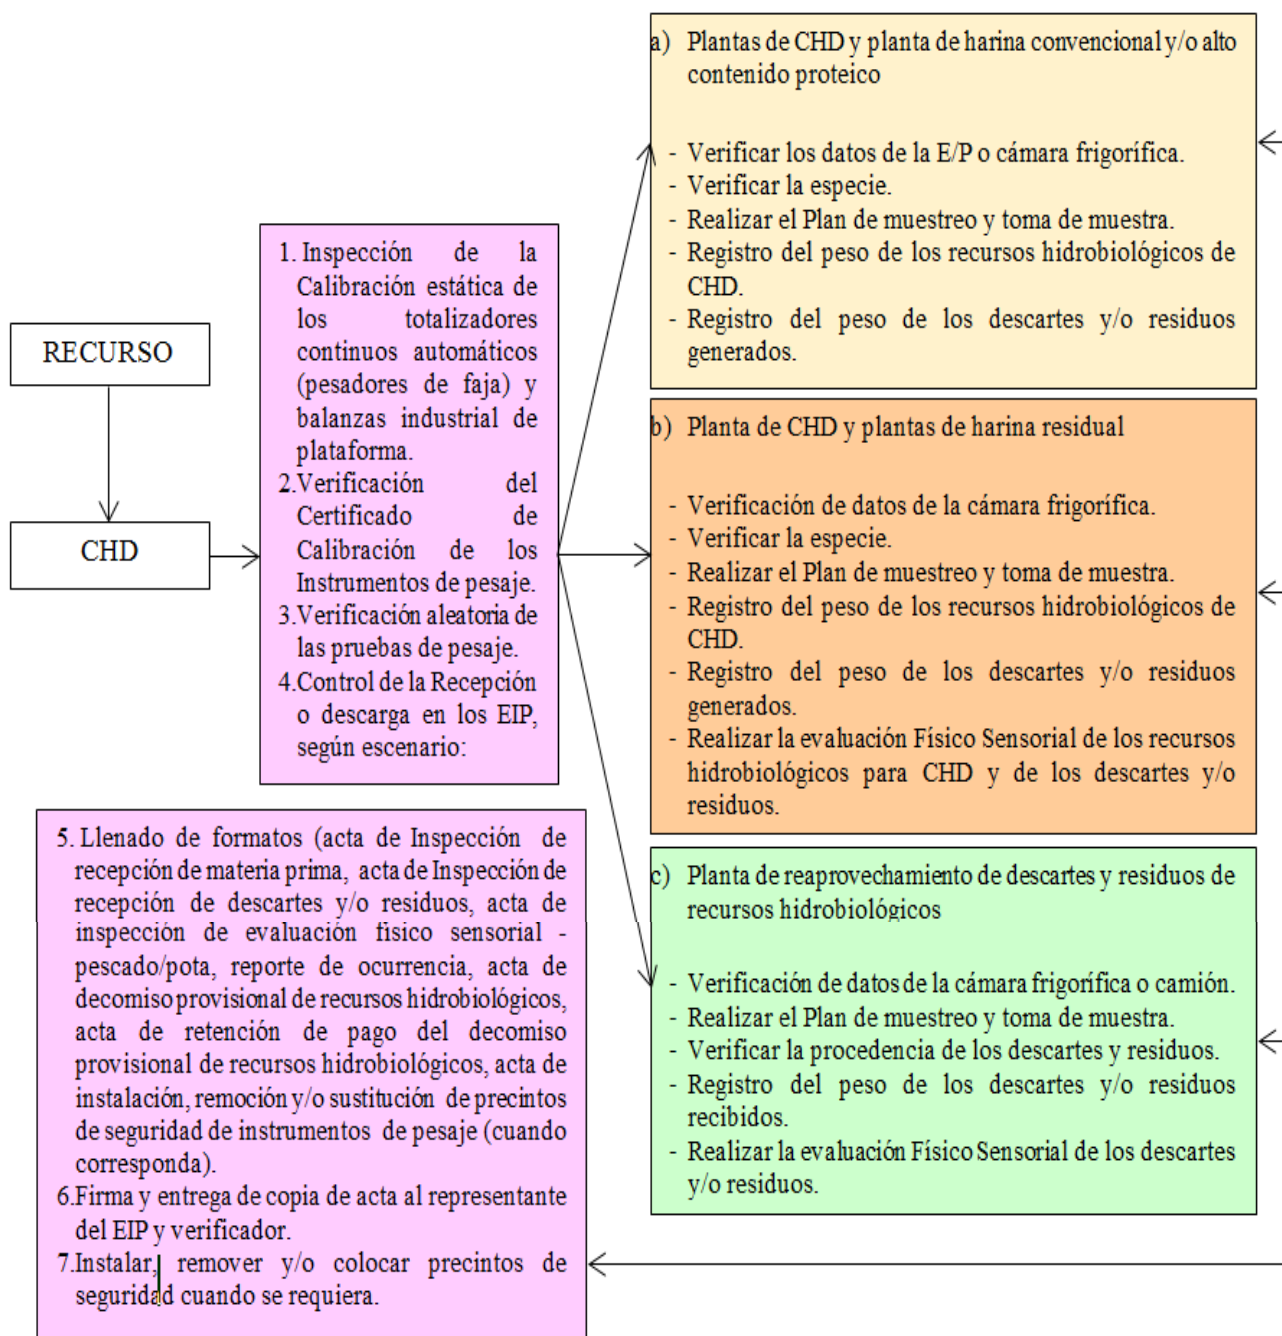 RECURSO
CHD
1. Inspección de la
Calibración estática de
los totalizadores
continuos automáticos
(pesadores de faja) y
balanzas industrial de
plataforma.
2.Verificación del
Certificado de
Calibración de los
Instrumentos de pesaje.
3.Verificación aleatoria de
las pruebas de pesaje.
4.Control de la Recepción
o descarga en los EIP,
según escenario:
a) Plantas de CHD y planta de harina convencional y/o alto
contenido proteico
- Verificar los datos de la E/P o cámara frigorífica.
- Verificar la especie.
- Realizar el Plan de muestreo y toma de muestra.
- Registro del peso de los recursos hidrobiológicos de
CHD.
- Registro del peso de los descartes y/o residuos
generados.
b) Planta de CHD y plantas de harina residual
- Verificación de datos de la cámara frigorífica.
- Verificar la especie.
- Realizar el Plan de muestreo y toma de muestra.
- Registro del peso de los recursos hidrobiológicos de
CHD.
- Registro del peso de los descartes y/o residuos
generados.
- Realizar la evaluación Físico Sensorial de los recursos
hidrobiológicos para CHD y de los descartes y/o
residuos.
c) Planta de reaprovechamiento de descartes y residuos de
recursos hidrobiológicos
- Verificación de datos de la cámara frigorífica o camión.
- Realizar el Plan de muestreo y toma de muestra.
- Verificar la procedencia de los descartes y residuos.
- Registro del peso de los descartes y/o residuos
recibidos.
- Realizar la evaluación Físico Sensorial de los descartes
y/o residuos.
5. Llenado de formatos (acta de Inspección de
recepción de materia prima, acta de Inspección de
recepción de descartes y/o residuos, acta de
inspección de evaluación físico sensorial -
pescado/pota, reporte de ocurrencia, acta de
decomiso provisional de recursos hidrobiológicos,
acta de retención de pago del decomiso
provisional de recursos hidrobiológicos, acta de
instalación, remoción y/o sustitución de precintos
de seguridad de instrumentos de pesaje (cuando
corresponda).
6.Firma y entrega de copia de acta al representante
del EIP y verificador.
7.Instalar, remover y/o colocar precintos de
seguridad cuando se requiera.